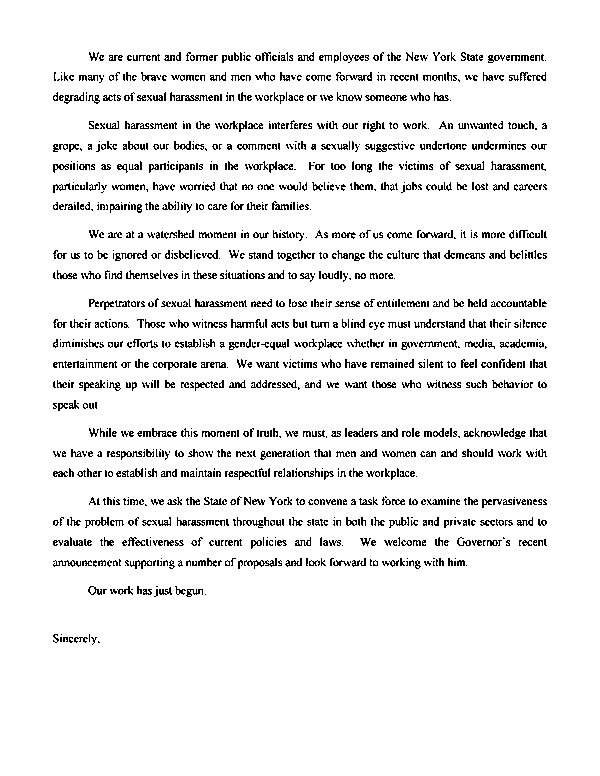 We are current and former public officials and employees of the New York State government.
Like many of the brave women and men who have come forward in recent months, we have suffered
degrading acts of sexual harassment in the workplace or we know someone who has.
Sexual harassment in the workplace interferes with our right to work. An unwanted touch, a
grope, a joke about our bodies, or a comment with a sexually suggestive undertone undermines our
positions as equal participants in the workplace. For too long the victims of sexual harassment,
particularly women, have worried that no one would believe them, that jobs could be lost and careers
derailed, impairing the ability to care for their families.
We are at a watershed moment in our history. As more of us come forward, it is more difficult
for us to be ignored or disbelieved. We stand together to change the culture that demeans and belittles
those who find themselves in these situations and to say loudly, no more.
Perpetrators of sexual harassment need to lose their sense of entitlement and be held accountable
for their actions. Those who witness harmful acts but turn a blind eye must understand that their silence
diminishes our efforts to establish a gender-equal workplace whether in government, media, academia,
entertainment or the corporate arena. We want victims who have remained silent to feel confident that
their speaking up will be respected and addressed, and we want those who witness such behavior to
speak out
While we embrace this moment of truth, we must, as leaders and role models, acknowledge that
we have a responsibility to show the next generation that men and women can and should work with
each other to establish and maintain respectful relationships in the workplace.
At this time, we ask the State of New York to convene a task force to examine the pervasiveness
of the problem of sexual harassment throughout the state in both the public and private sectors and to
evaluate the effectiveness of current policies and laws. We welcome the Governor's recent
announcement supporting a number of proposals and look forward to working with him.
Our work has just begun.
Sincerely,